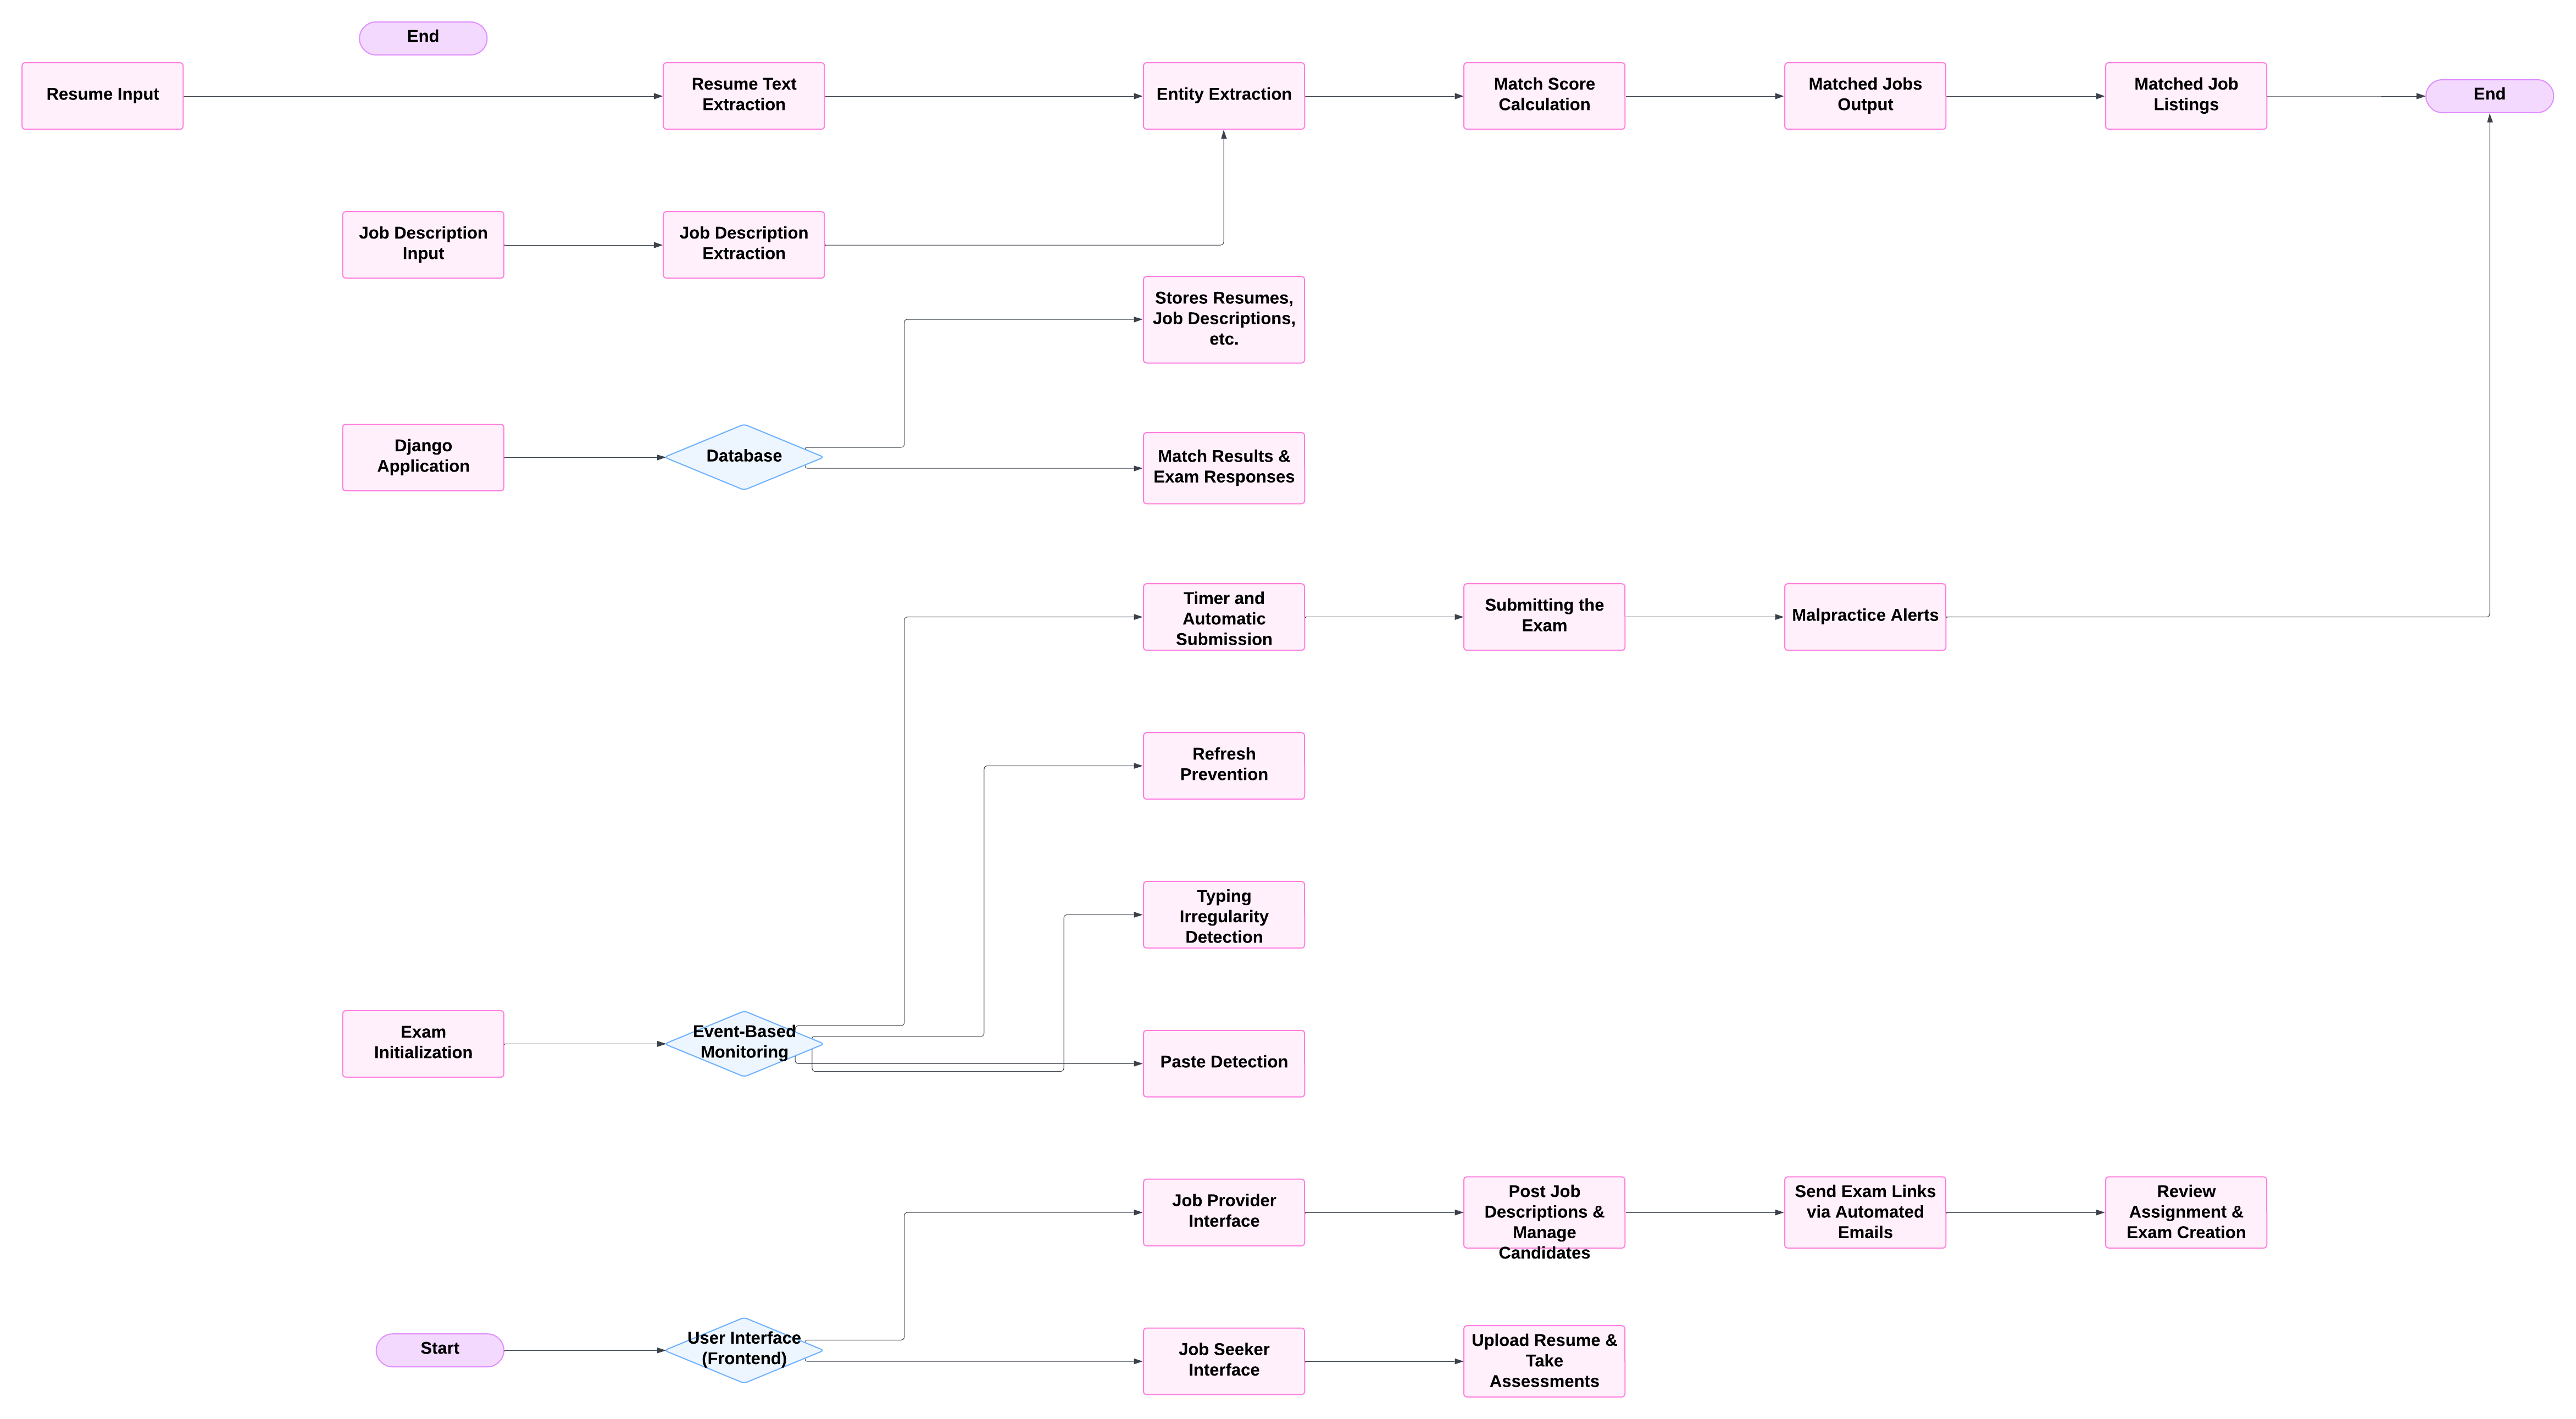 End
Resume Input
Resume Text
Extraction
Entity Extraction
Match Score
Calculation
Matched Jobs
Output
Matched Job
Listings
End
Job Description
Input
Job Description
Extraction
Stores Resumes,
Job Descriptions,
etc.
Django
Application
Database
Match Results &
Exam Responses
Timer and
Automatic
Submission
Submitting the
Exam
Malpractice Alerts
Refresh
Prevention
Typing
Irregularity
Detection
Exam
Initialization
Event-Based
Monitoring
Paste Detection
Job Provider
Interface
Post Job
Descriptions &
Manage
Candidates
Send Exam Links
via Automated
Emails
Review
Assignment &
Exam Creation
Start
User Interface
(Frontend)
Job Seeker
Interface
Upload Resume &
Take
Assessments